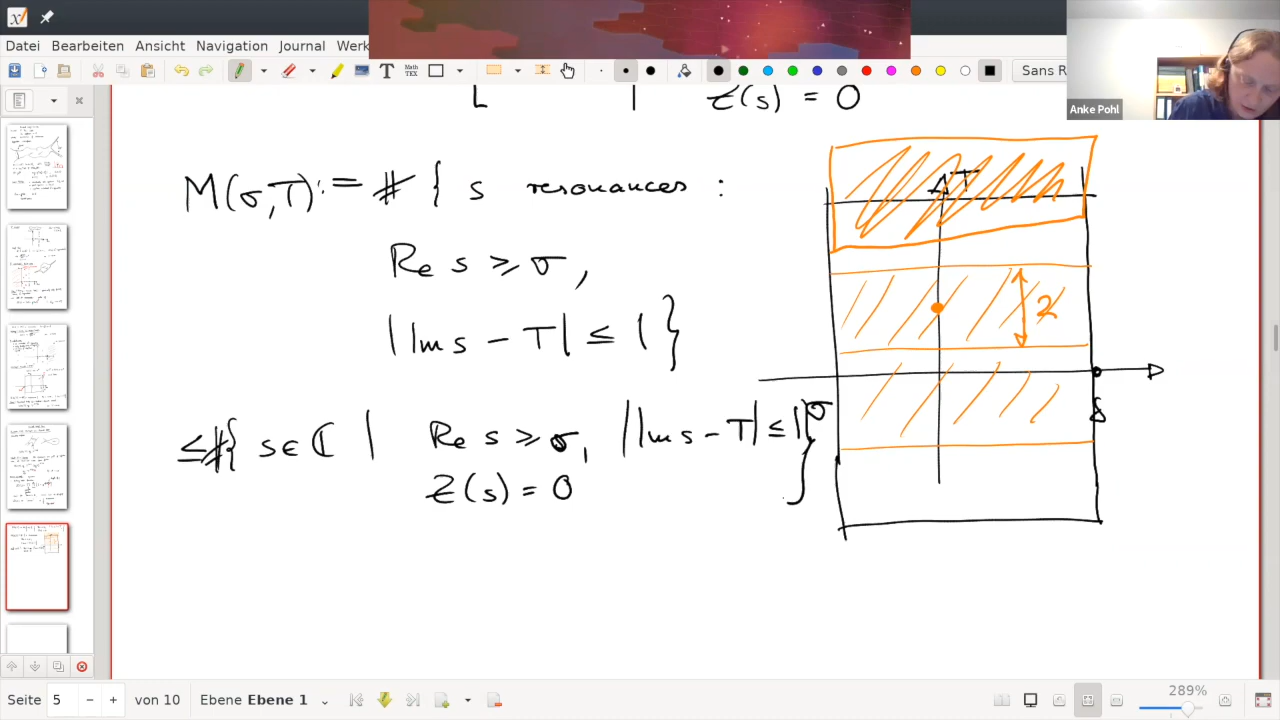 Datei Bearbeiten Ansicht Navigation Journal Werk
Sans R
Anke Pohl
Z(s) = 0
M(σ,T) := # { s resonances :
Re s ≥ σ,
|Im s - T| ≤ 1 }
≤ #{ s∈ℂ | Re s ≥ σ, |Im s - T| ≤ 1
Z(s) = 0 }
T
2
σ
δ
Seite 5 von 10 Ebene Ebene 1
289%